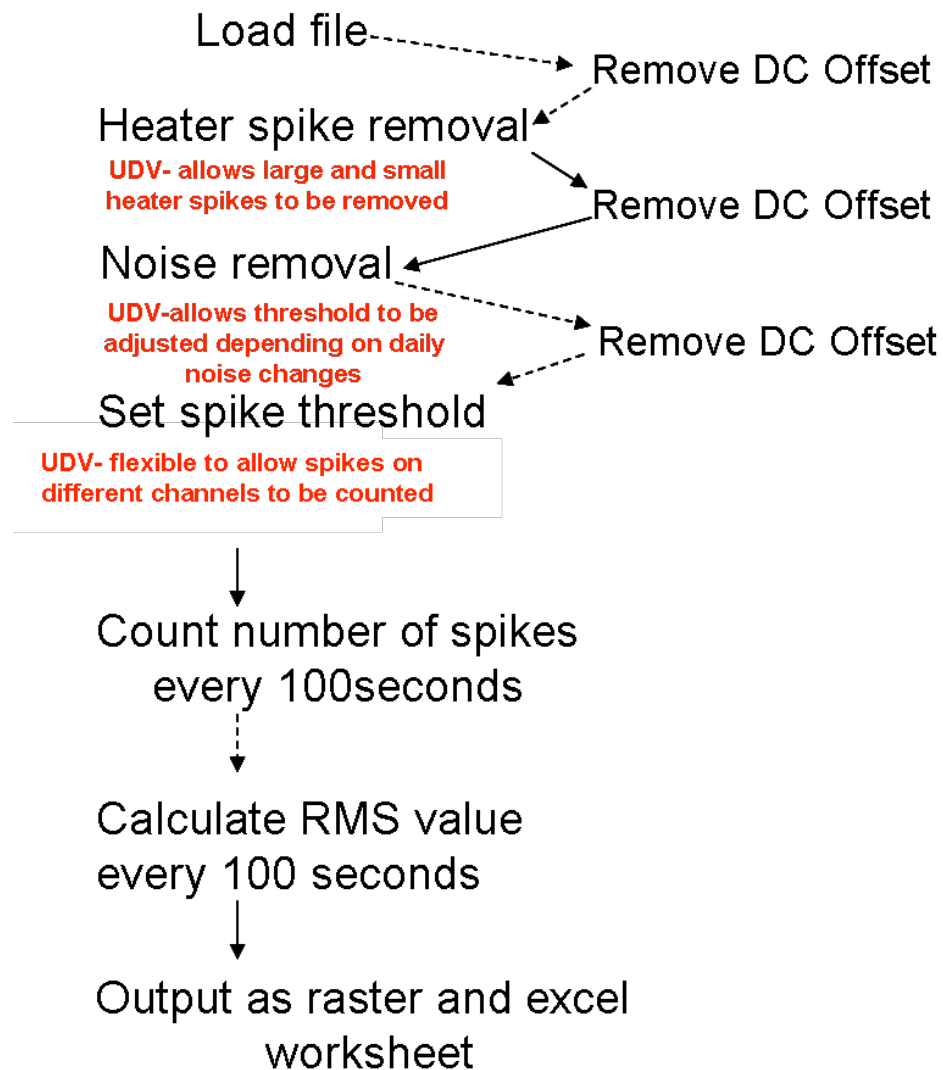 Load file
Remove DC Offset
Heater spike removal
UDV- allows large and small
heater spikes to be removed
Remove DC Offset
Noise removal
UDV-allows threshold to be
adjusted depending on daily
noise changes
Remove DC Offset
Set spike threshold
UDV- flexible to allow spikes on
different channels to be counted
Count number of spikes
every 100seconds
Calculate RMS value
every 100 seconds
Output as raster and excel
worksheet